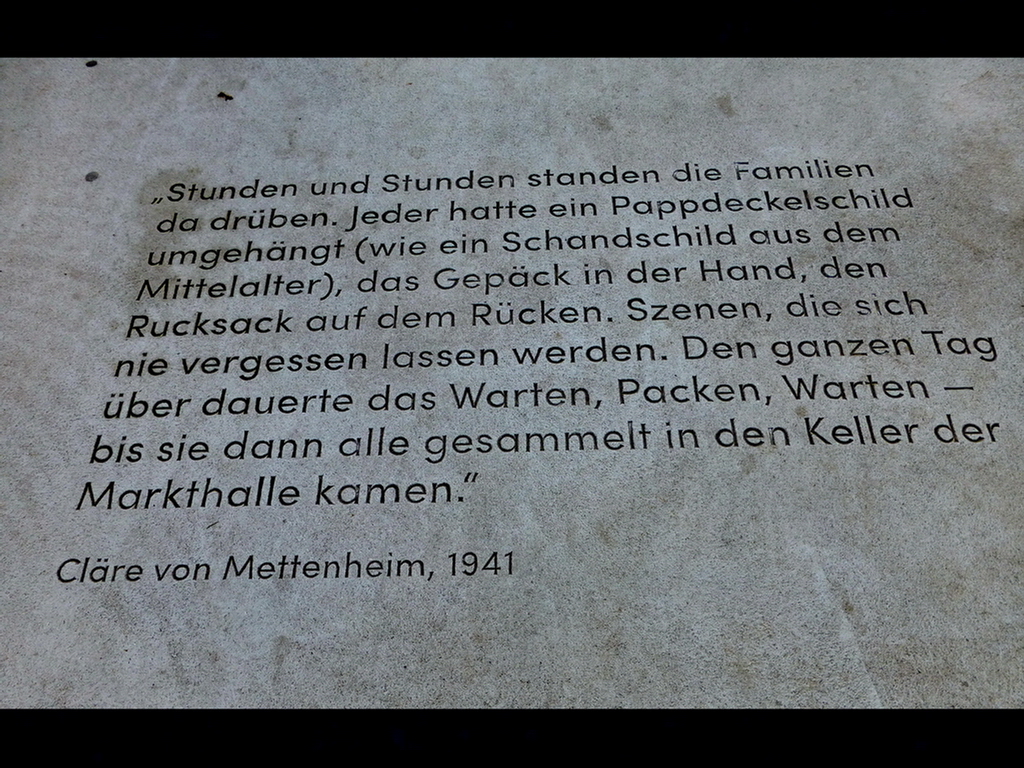 „Stunden und Stunden standen die Familien
da drüben. Jeder hatte ein Pappdeckelschild
umgehängt (wie ein Schandschild aus dem
Mittelalter), das Gepäck in der Hand, den
Rucksack auf dem Rücken. Szenen, die sich
nie vergessen lassen werden. Den ganzen Tag
über dauerte das Warten, Packen, Warten —
bis sie dann alle gesammelt in den Keller der
Markthalle kamen.“
Cläre von Mettenheim, 1941